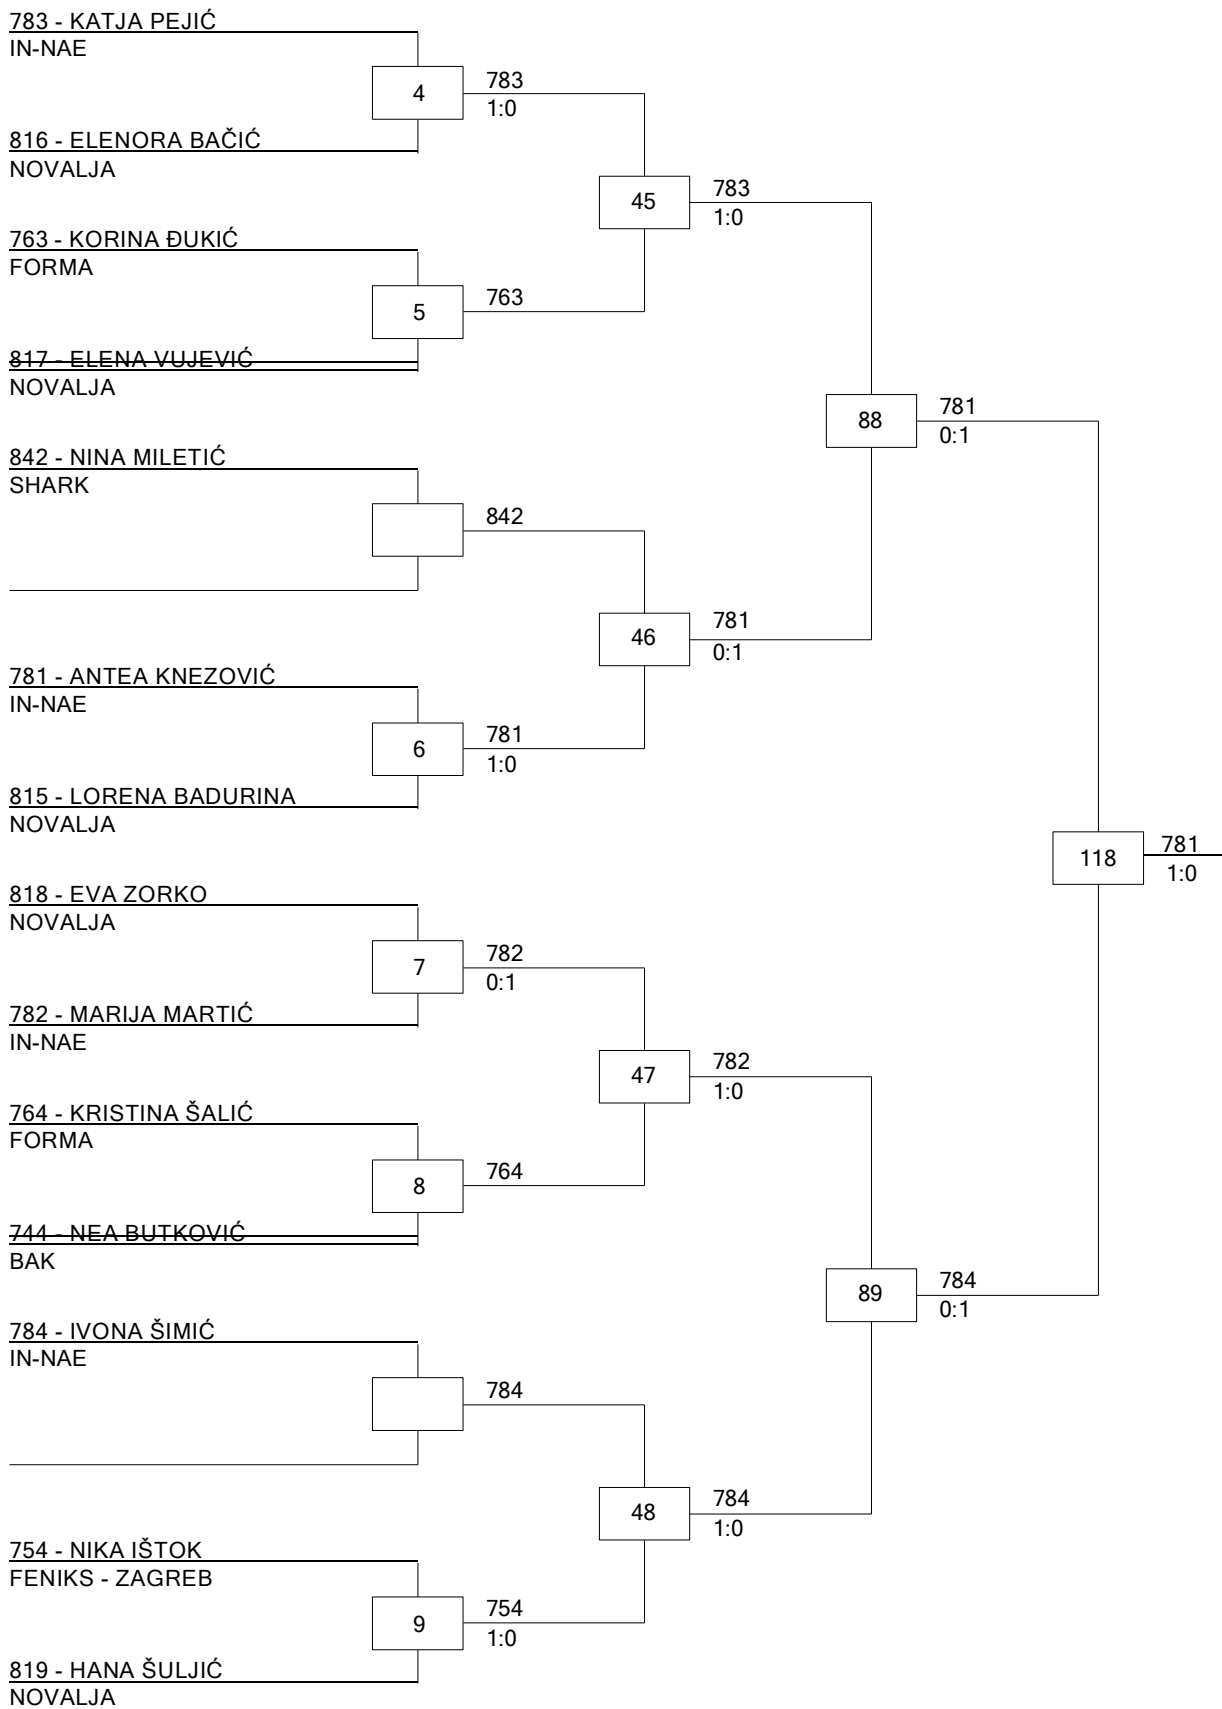 783 - KATJA PEJIĆ
IN-NAE
4
783
1:0
816 - ELENORA BAČIĆ
NOVALJA
45
783
1:0
763 - KORINA ĐUKIĆ
FORMA
5
763
817 - ELENA VUJEVIĆ
NOVALJA
88
781
0:1
842 - NINA MILETIĆ
SHARK
842
46
781
0:1
781 - ANTEA KNEZOVIĆ
IN-NAE
6
781
1:0
815 - LORENA BADURINA
NOVALJA
118
781
1:0
818 - EVA ZORKO
NOVALJA
7
782
0:1
782 - MARIJA MARTIĆ
IN-NAE
47
782
1:0
764 - KRISTINA ŠALIĆ
FORMA
8
764
744 - NEA BUTKOVIĆ
BAK
89
784
0:1
784 - IVONA ŠIMIĆ
IN-NAE
784
48
784
1:0
754 - NIKA IŠTOK
FENIKS - ZAGREB
9
754
1:0
819 - HANA ŠULJIĆ
NOVALJA